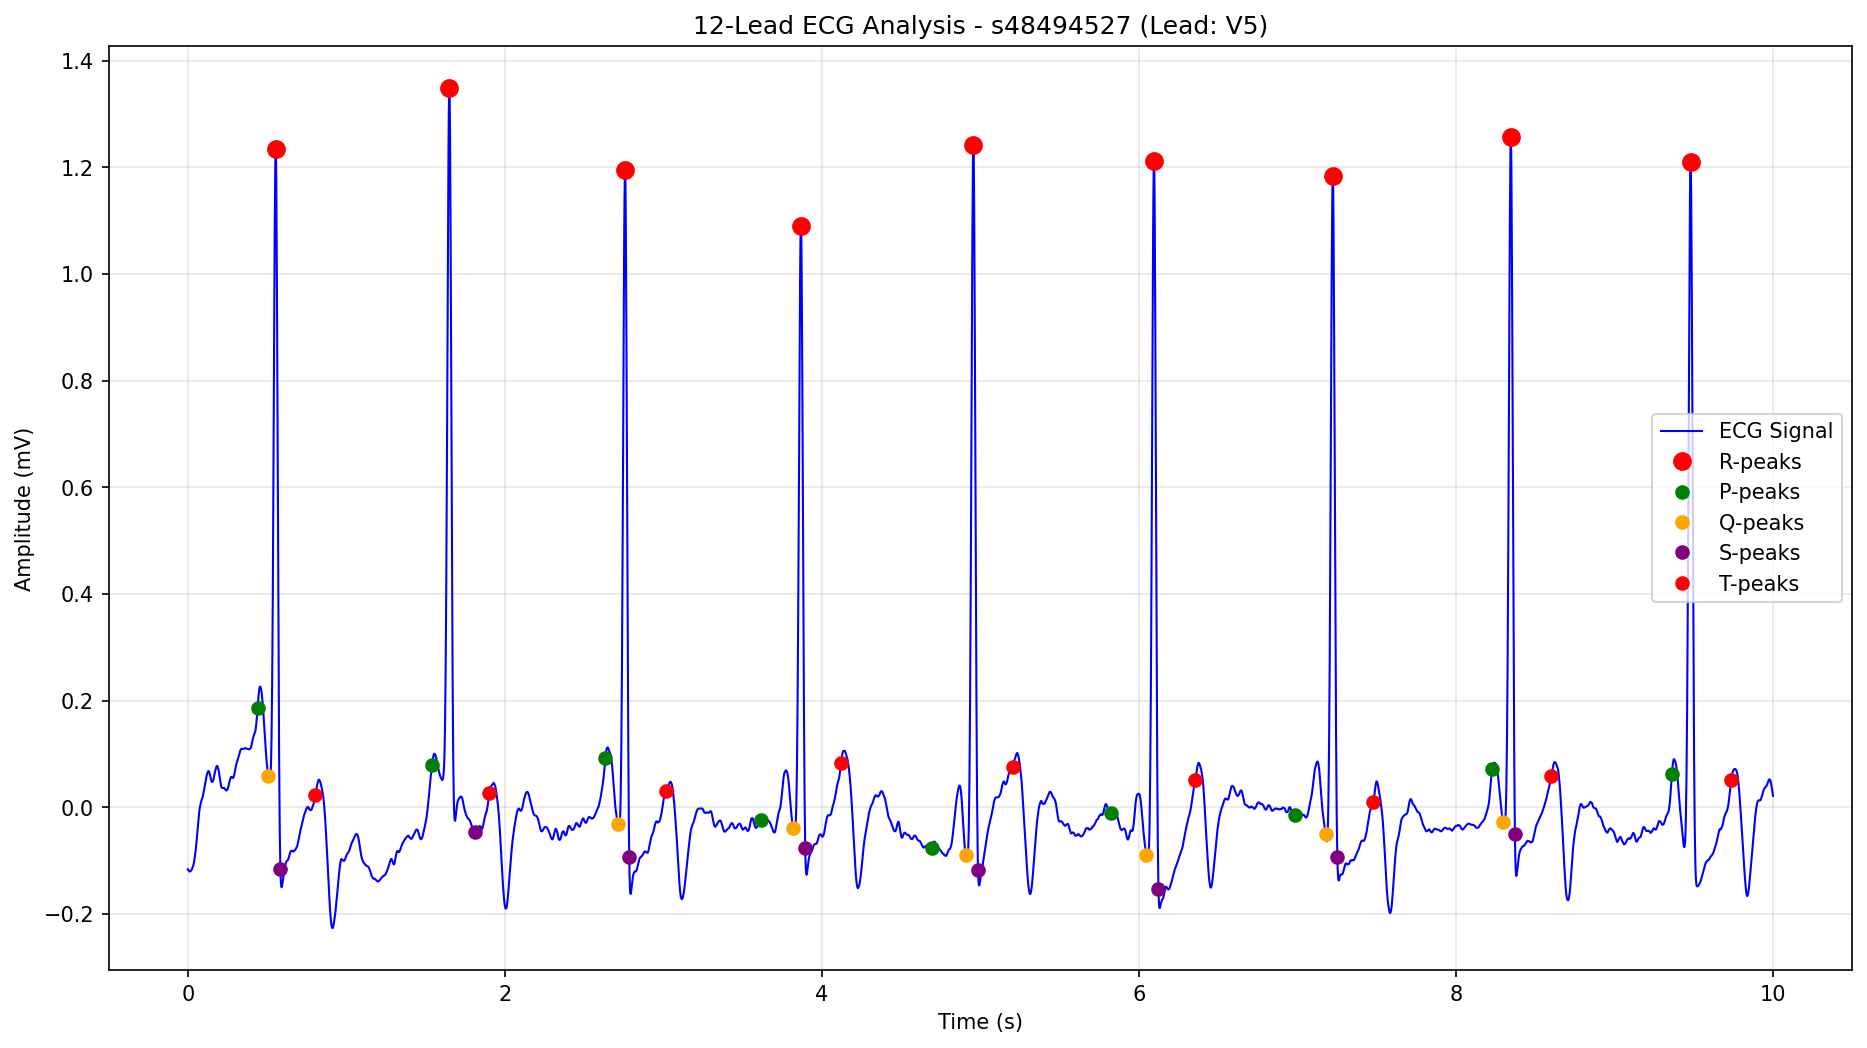 12-Lead ECG Analysis - s48494527 (Lead: V5)
Amplitude (mV)
1.4
1.2
1.0
0.8
0.6
0.4
0.2
0.0
−0.2
ECG Signal
R-peaks
P-peaks
Q-peaks
S-peaks
T-peaks
0 2 4 6 8 10
Time (s)